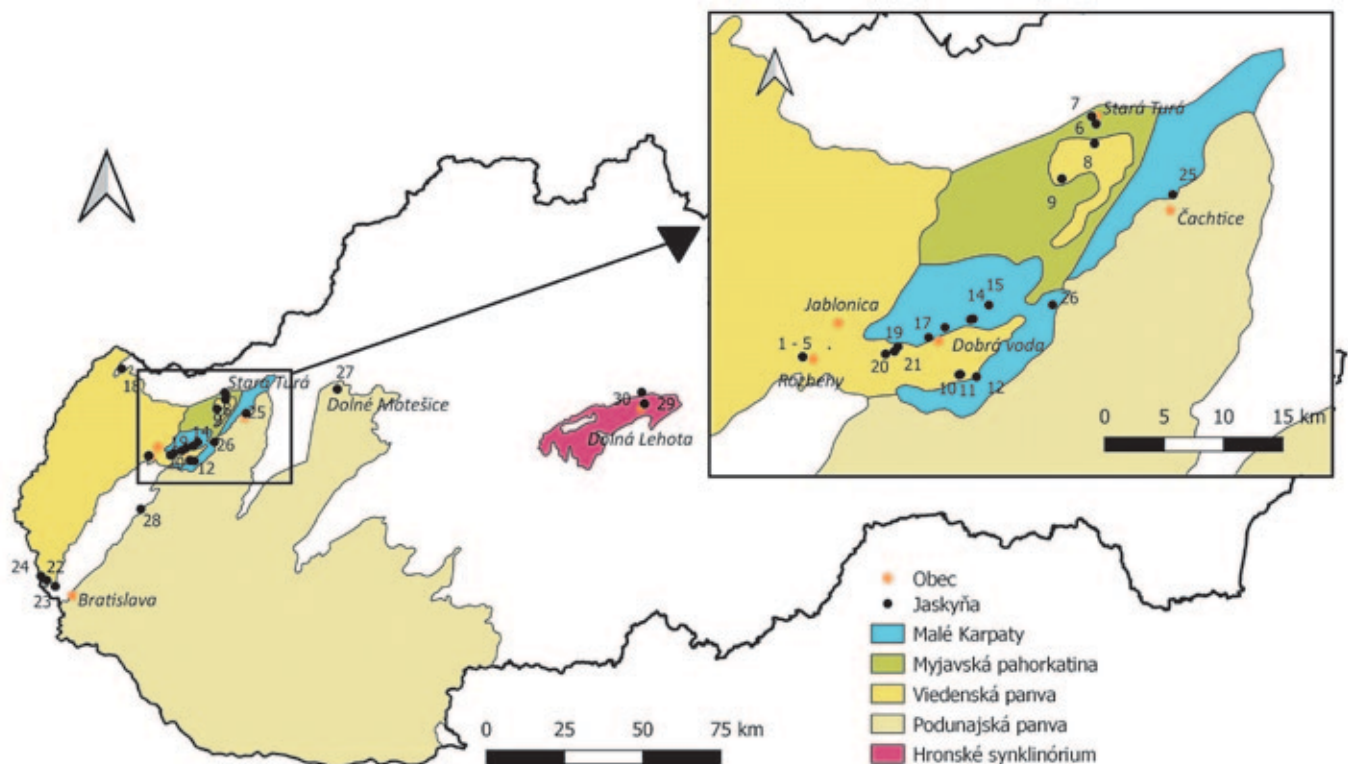 7
Stará Turá
6
8
25
9
Čachtice
14 15
26
Jablonica
17
19
1 - 5
Dobrá voda
20
21
Rozbehy
10 11 12
0 5 10 15 km
18
Stará Turá
27
Dolné Motešice
25
14
26
12
28
30
29
Dolná Lehota
24 22
23
Bratislava
0 25 50 75 km
Obec
Jaskyňa
Malé Karpaty
Myjavská pahorkatina
Viedenská panva
Podunajská panva
Hronské synklinórium